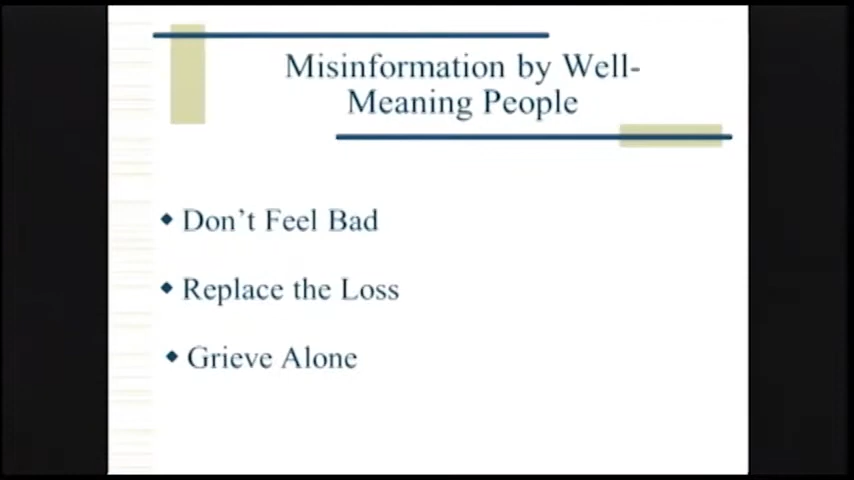 Misinformation by Well-
Meaning People
Don't Feel Bad
Replace the Loss
Grieve Alone